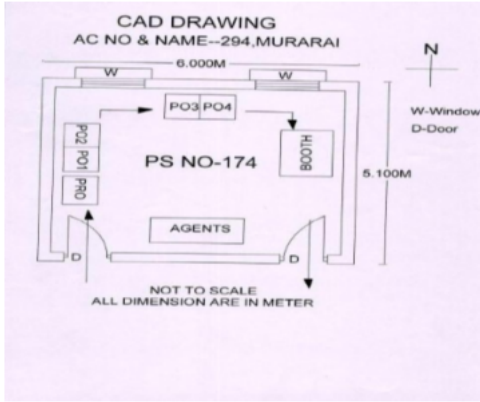 CAD DRAWING
AC NO & NAME--294,MURARAI
6.000M
N
W
W
PO3 PO4
W-Window
D-Door
PO2
PO1
PRO
BOOTH
PS NO-174
5.100M
AGENTS
D
D
NOT TO SCALE
ALL DIMENSION ARE IN METER